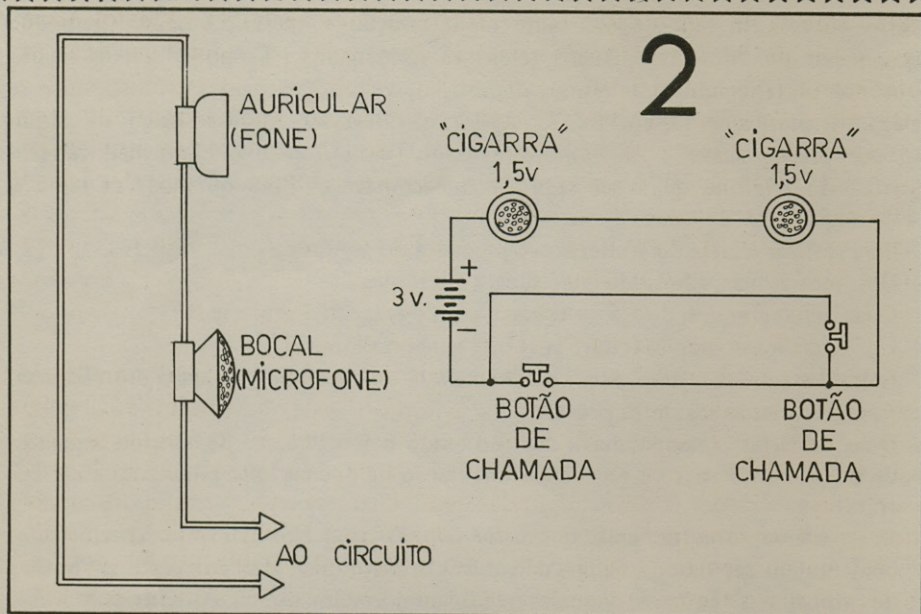 AURICULAR
(FONE)
BOCAL
(MICROFONE)
AO CIRCUITO
2
"CIGARRA"
1,5v
"CIGARRA"
1,5v
+
3 v.
−
BOTÃO
DE
CHAMADA
BOTÃO
DE
CHAMADA